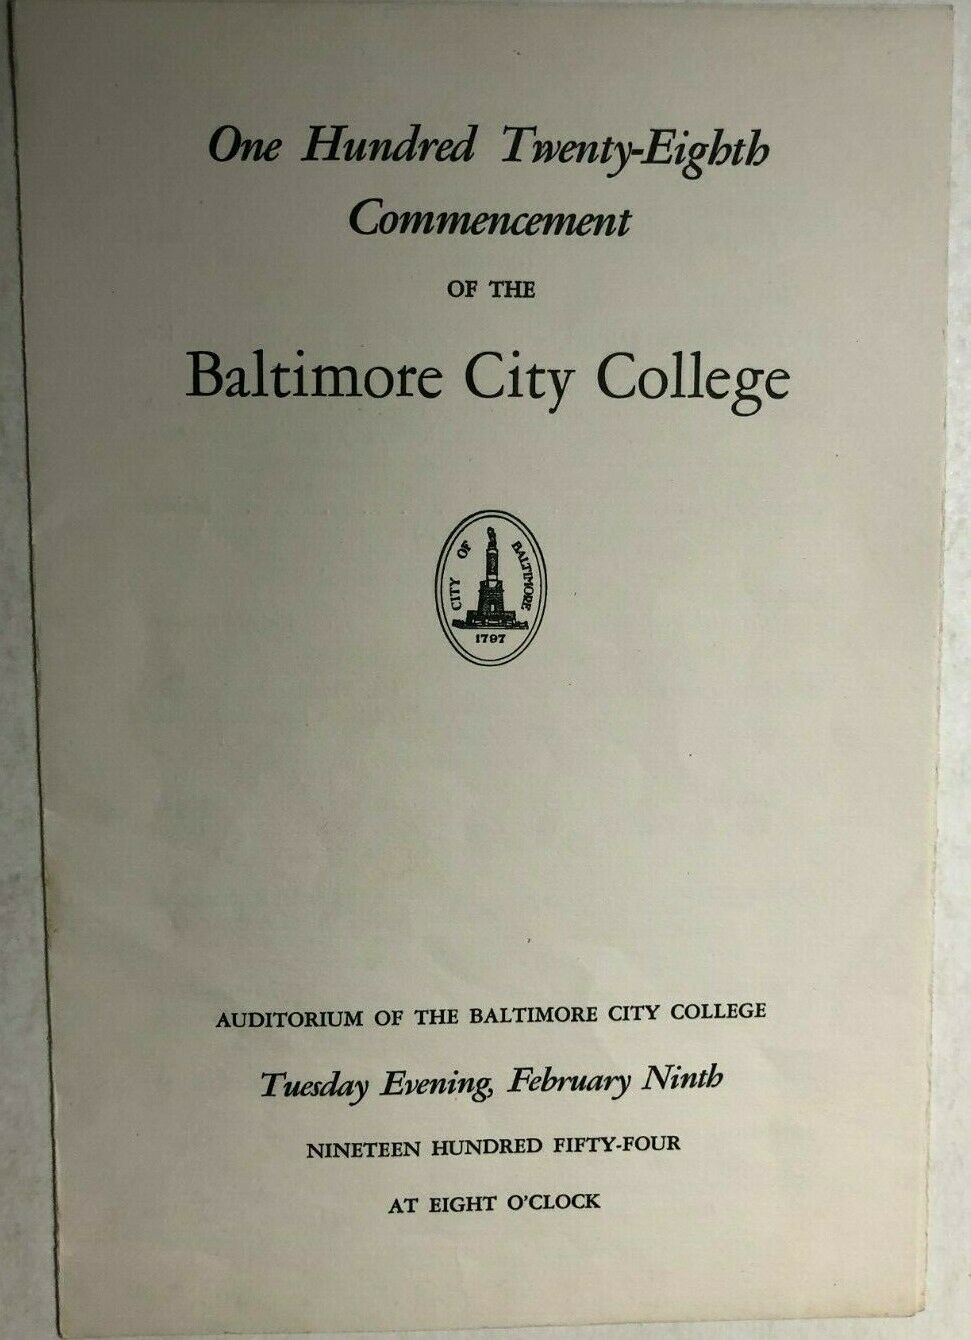 One Hundred Twenty-Eighth
Commencement
OF THE
Baltimore City College
CITY OF BALTIMORE
1797
AUDITORIUM OF THE BALTIMORE CITY COLLEGE
Tuesday Evening, February Ninth
NINETEEN HUNDRED FIFTY-FOUR
AT EIGHT O'CLOCK